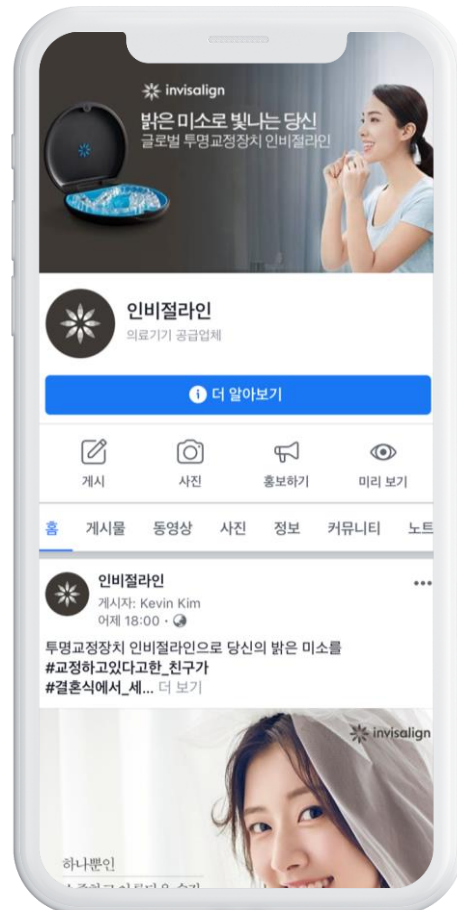 invisalign
밝은 미소로 빛나는 당신
글로벌 투명교정장치 인비절라인
인비절라인
의료기기 공급업체
더 알아보기
게시
사진
홍보하기
미리 보기
홈
게시물
동영상
사진
정보
커뮤니티
노트
인비절라인
게시자: Kevin Kim
어제 18:00 ·
투명교정장치 인비절라인으로 당신의 밝은 미소를
#교정하고있다고한_친구가
#결혼식에서_세... 더 보기
invisalign
하나뿐인